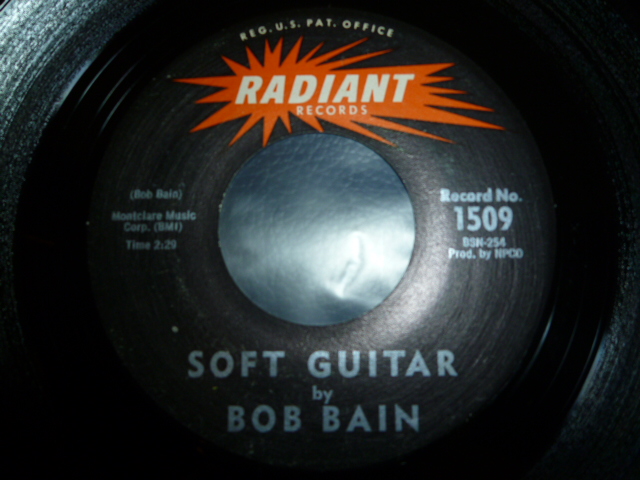 REG. U.S. PAT. OFFICE
RADIANT
RECORDS
(Bob Bain)
Montclare Music
Corp. (BMI)
Time 2:29
Record No.
1509
BSN-254
Prod. by NPCD
SOFT GUITAR
by
BOB BAIN